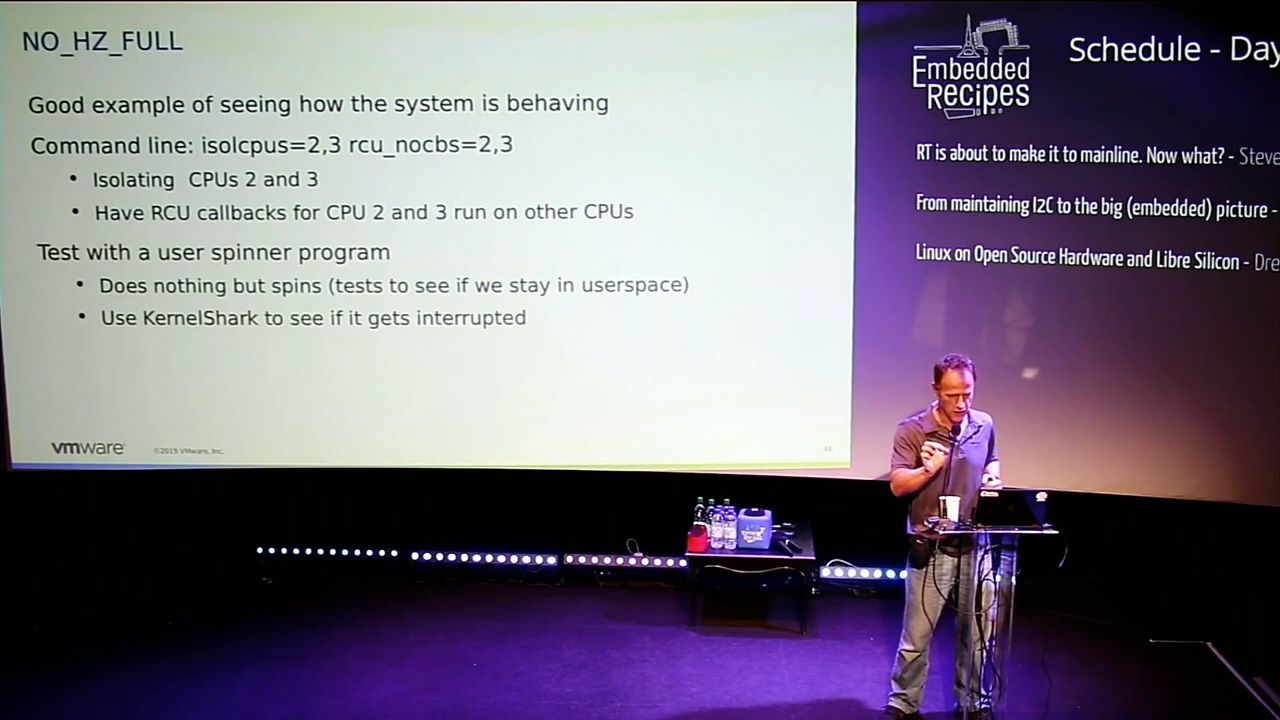 NO_HZ_FULL
Good example of seeing how the system is behaving
Command line: isolcpus=2,3 rcu_nocbs=2,3
• Isolating CPUs 2 and 3
• Have RCU callbacks for CPU 2 and 3 run on other CPUs
Test with a user spinner program
• Does nothing but spins (tests to see if we stay in userspace)
• Use KernelShark to see if it gets interrupted
vmware
©2019 VMware, Inc.
46
Embedded
Recipes
Schedule - Day
RT is about to make it to mainline. Now what? - Steve
From maintaining I2C to the big (embedded) picture -
Linux on Open Source Hardware and Libre Silicon - Dre